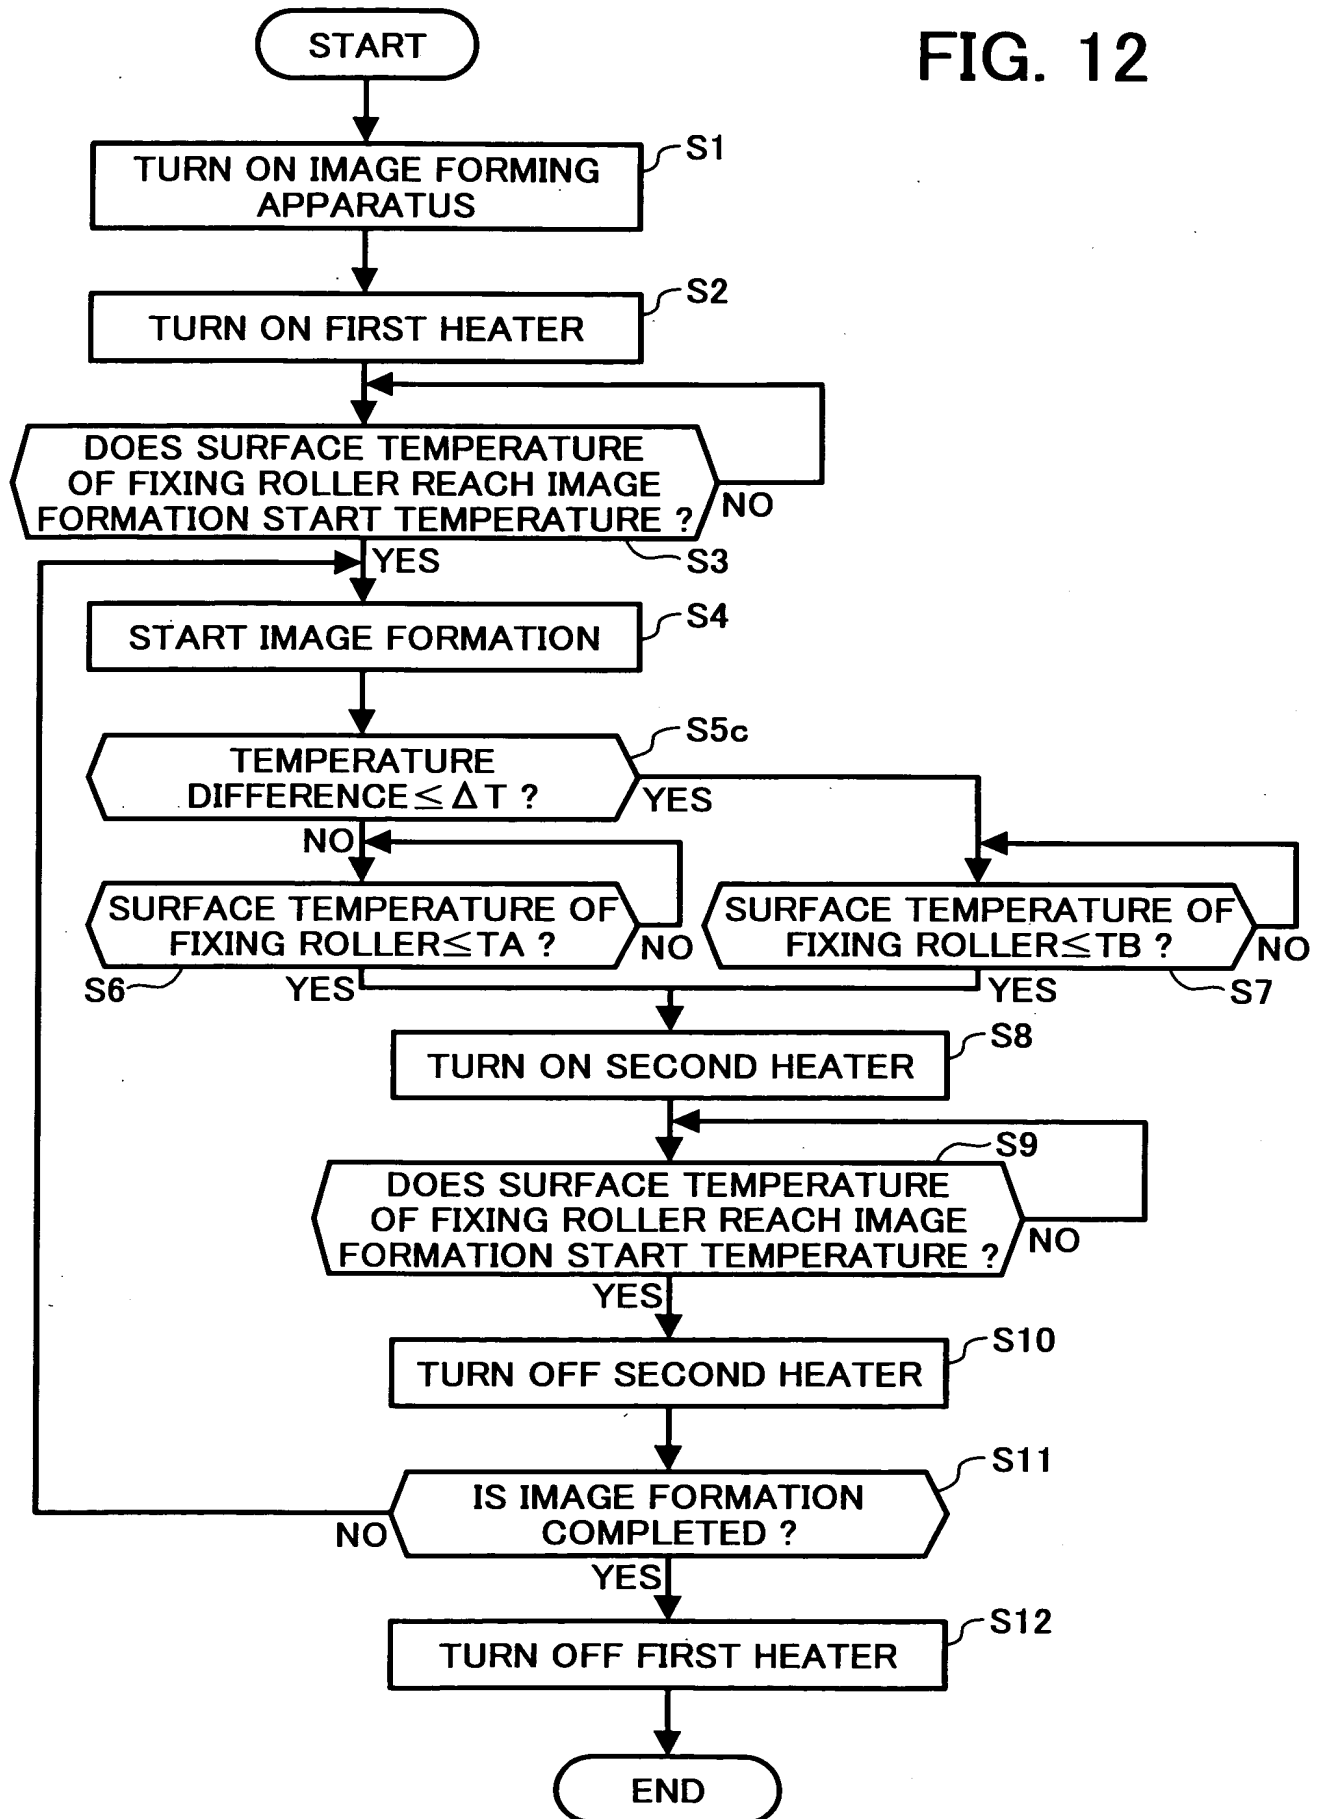 FIG. 12
START
S1
TURN ON IMAGE FORMING
APPARATUS
S2
TURN ON FIRST HEATER
DOES SURFACE TEMPERATURE
OF FIXING ROLLER REACH IMAGE
FORMATION START TEMPERATURE ?
NO
S3
YES
S4
START IMAGE FORMATION
S5c
TEMPERATURE
DIFFERENCE≤ΔT ?
YES
NO
SURFACE TEMPERATURE OF
FIXING ROLLER≤TA ?
NO
S6
YES
SURFACE TEMPERATURE OF
FIXING ROLLER≤TB ?
NO
S7
YES
S8
TURN ON SECOND HEATER
S9
DOES SURFACE TEMPERATURE
OF FIXING ROLLER REACH IMAGE
FORMATION START TEMPERATURE ?
NO
YES
S10
TURN OFF SECOND HEATER
S11
IS IMAGE FORMATION
COMPLETED ?
NO
YES
S12
TURN OFF FIRST HEATER
END